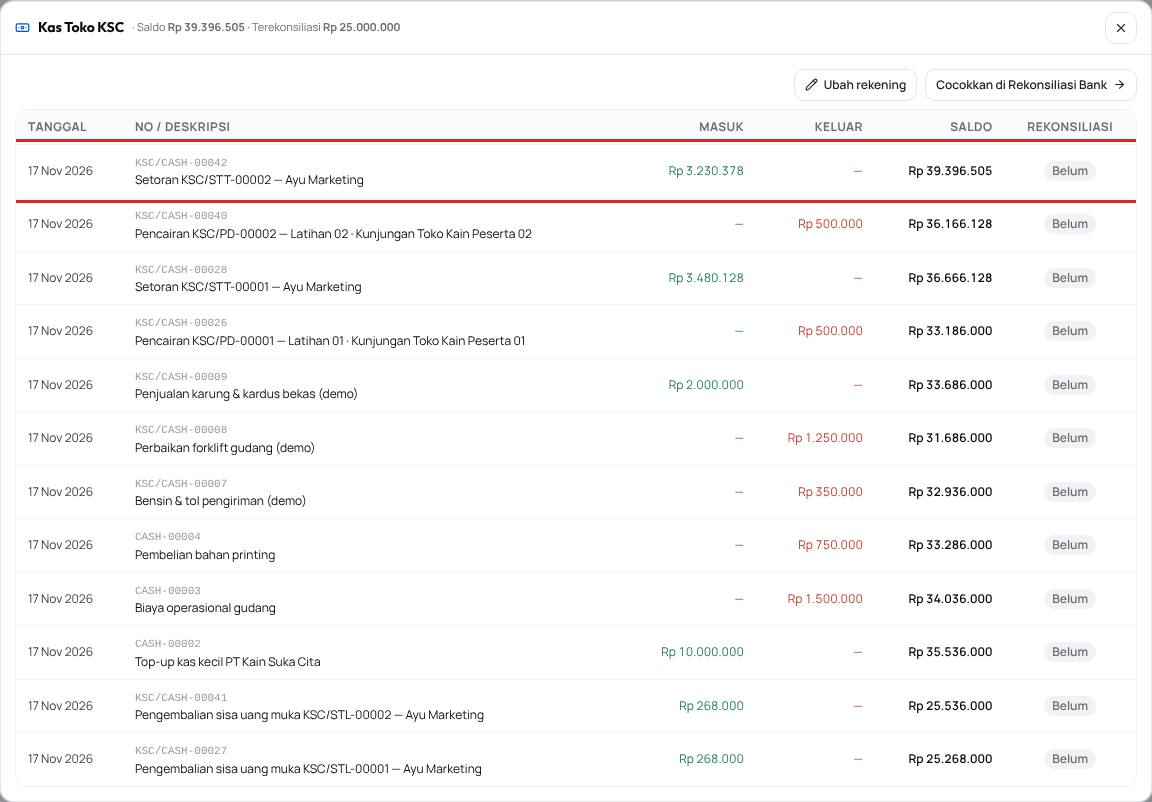 Kas Toko KSC · Saldo Rp 39.396.505 · Terekonsiliasi Rp 25.000.000
Ubah rekening Cocokkan di Rekonsiliasi Bank →
TANGGAL NO / DESKRIPSI MASUK KELUAR SALDO REKONSILIASI
KSC/CASH-00042
17 Nov 2026 Setoran KSC/STT-00002 — Ayu Marketing Rp 3.230.378 — Rp 39.396.505 Belum
KSC/CASH-00040
17 Nov 2026 Pencairan KSC/PD-00002 — Latihan 02 · Kunjungan Toko Kain Peserta 02 — Rp 500.000 Rp 36.166.128 Belum
KSC/CASH-00028
17 Nov 2026 Setoran KSC/STT-00001 — Ayu Marketing Rp 3.480.128 — Rp 36.666.128 Belum
KSC/CASH-00026
17 Nov 2026 Pencairan KSC/PD-00001 — Latihan 01 · Kunjungan Toko Kain Peserta 01 — Rp 500.000 Rp 33.186.000 Belum
KSC/CASH-00009
17 Nov 2026 Penjualan karung & kardus bekas (demo) Rp 2.000.000 — Rp 33.686.000 Belum
KSC/CASH-00008
17 Nov 2026 Perbaikan forklift gudang (demo) — Rp 1.250.000 Rp 31.686.000 Belum
KSC/CASH-00007
17 Nov 2026 Bensin & tol pengiriman (demo) — Rp 350.000 Rp 32.936.000 Belum
CASH-00004
17 Nov 2026 Pembelian bahan printing — Rp 750.000 Rp 33.286.000 Belum
CASH-00003
17 Nov 2026 Biaya operasional gudang — Rp 1.500.000 Rp 34.036.000 Belum
CASH-00002
17 Nov 2026 Top-up kas kecil PT Kain Suka Cita Rp 10.000.000 — Rp 35.536.000 Belum
KSC/CASH-00041
17 Nov 2026 Pengembalian sisa uang muka KSC/STL-00002 — Ayu Marketing Rp 268.000 — Rp 25.536.000 Belum
KSC/CASH-00027
17 Nov 2026 Pengembalian sisa uang muka KSC/STL-00001 — Ayu Marketing Rp 268.000 — Rp 25.268.000 Belum